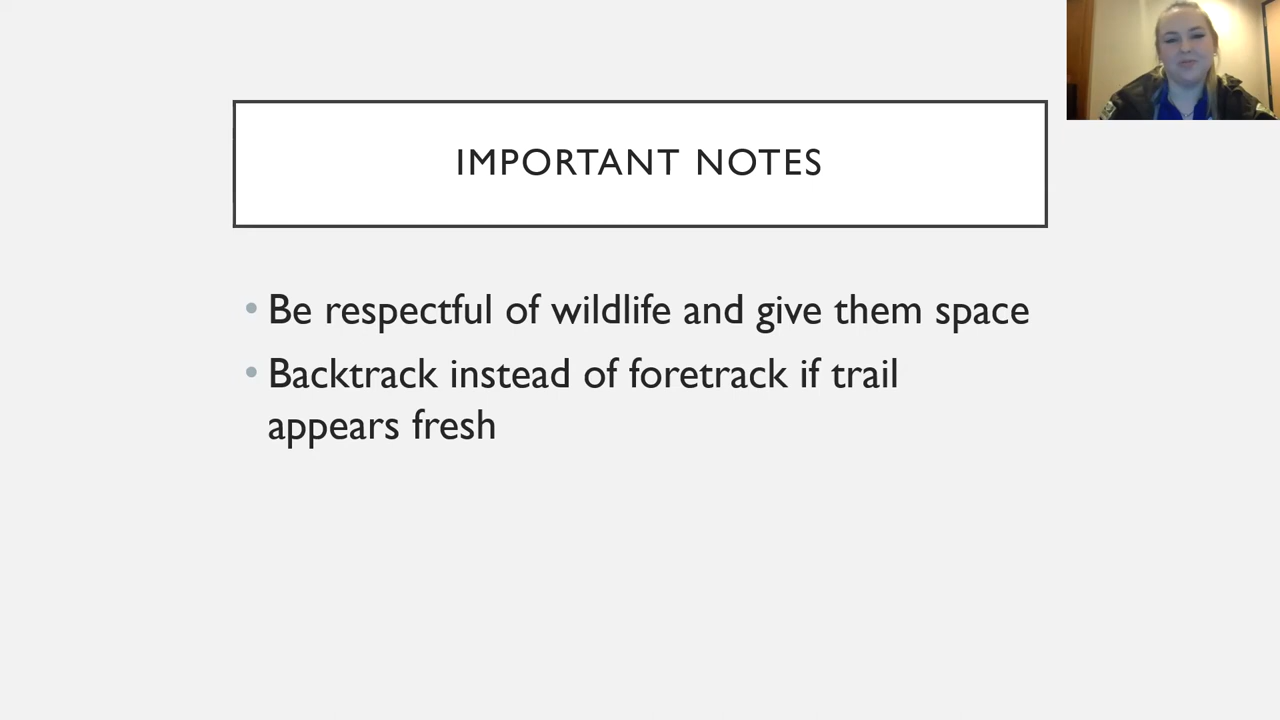 IMPORTANT NOTES
• Be respectful of wildlife and give them space
• Backtrack instead of foretrack if trail
appears fresh